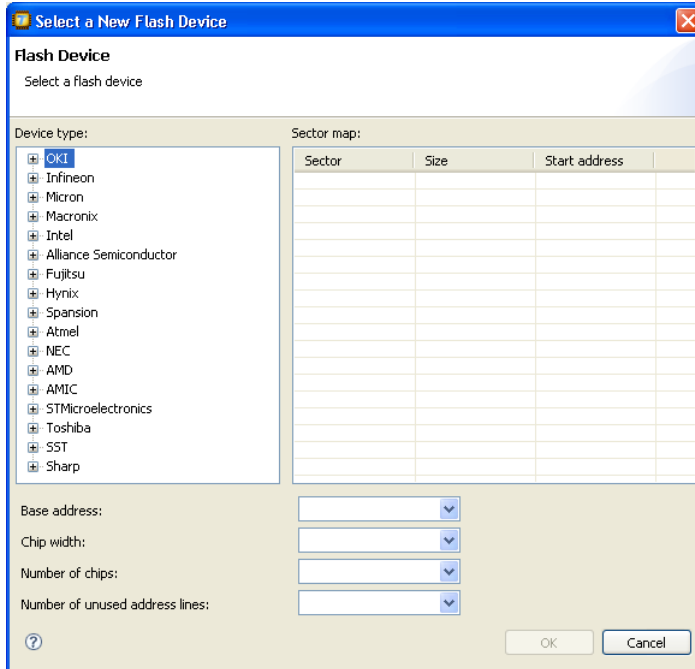 Select a New Flash Device
Flash Device
Select a flash device
Device type:
OKI
Infineon
Micron
Macronix
Intel
Alliance Semiconductor
Fujitsu
Hynix
Spansion
Atmel
NEC
AMD
AMIC
STMicroelectronics
Toshiba
SST
Sharp
Sector map:
Sector Size Start address
Base address:
Chip width:
Number of chips:
Number of unused address lines:
? OK Cancel